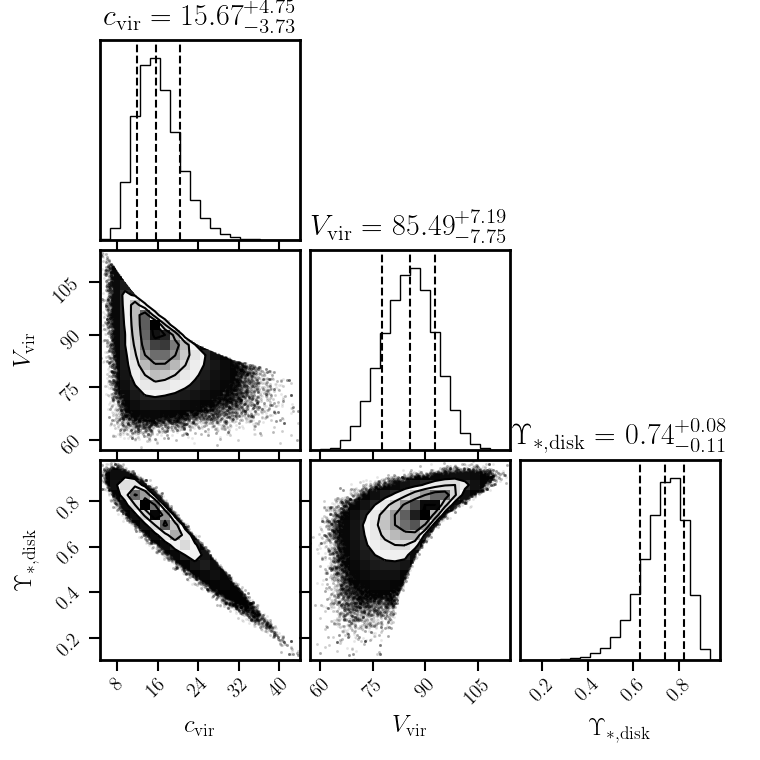 c_vir = 15.67^{+4.75}_{-3.73}
V_vir = 85.49^{+7.19}_{-7.75}
105
90
75
60
V_vir
Υ_{*,disk} = 0.74^{+0.08}_{-0.11}
0.8
0.6
0.4
0.2
Υ_{*,disk}
8 16 24 32 40
60 75 90 105
0.2 0.4 0.6 0.8
c_vir
V_vir
Υ_{*,disk}